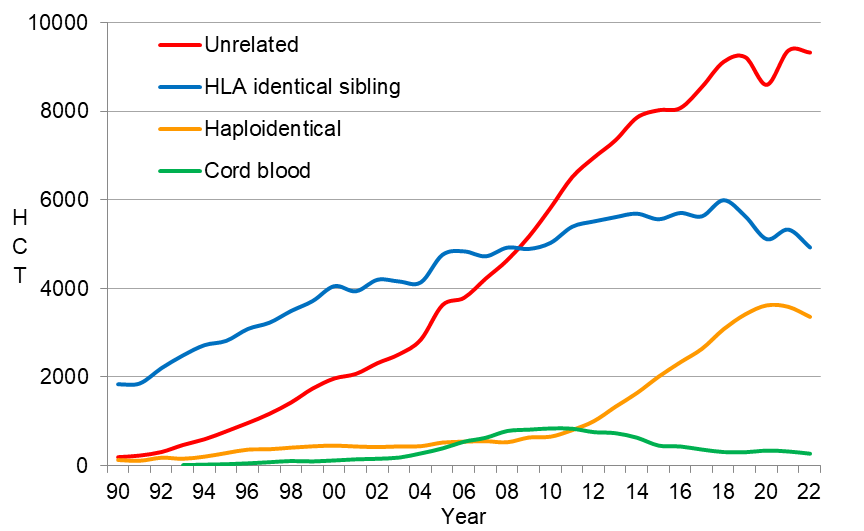 10000
8000
6000
4000
2000
0
Unrelated
HLA identical sibling
Haploidentical
Cord blood
H
C
T
90 92 94 96 98 00 02 04 06 08 10 12 14 16 18 20 22
Year